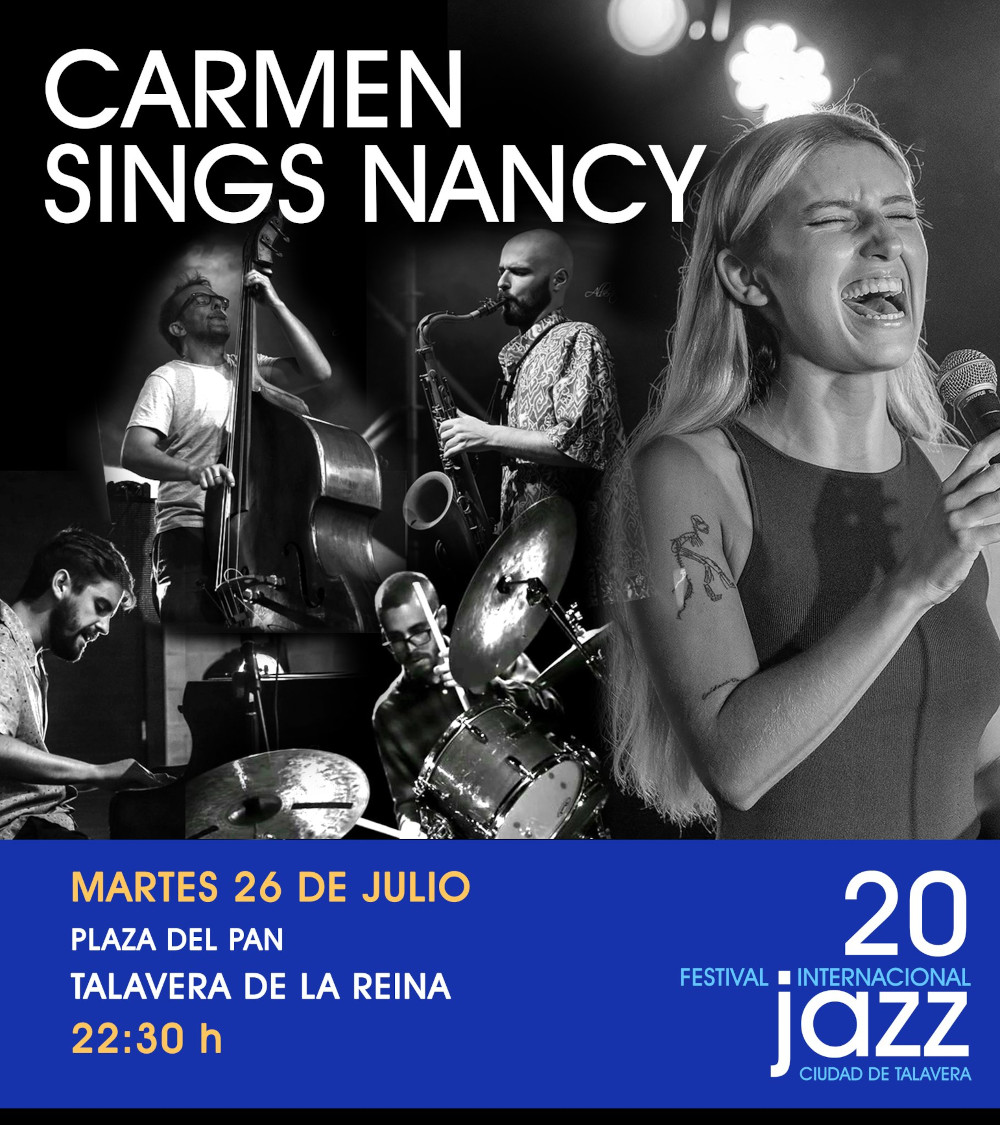 CARMEN
SINGS NANCY
MARTES 26 DE JULIO
PLAZA DEL PAN
TALAVERA DE LA REINA
22:30 h
20
FESTIVAL INTERNACIONAL
jazz
CIUDAD DE TALAVERA